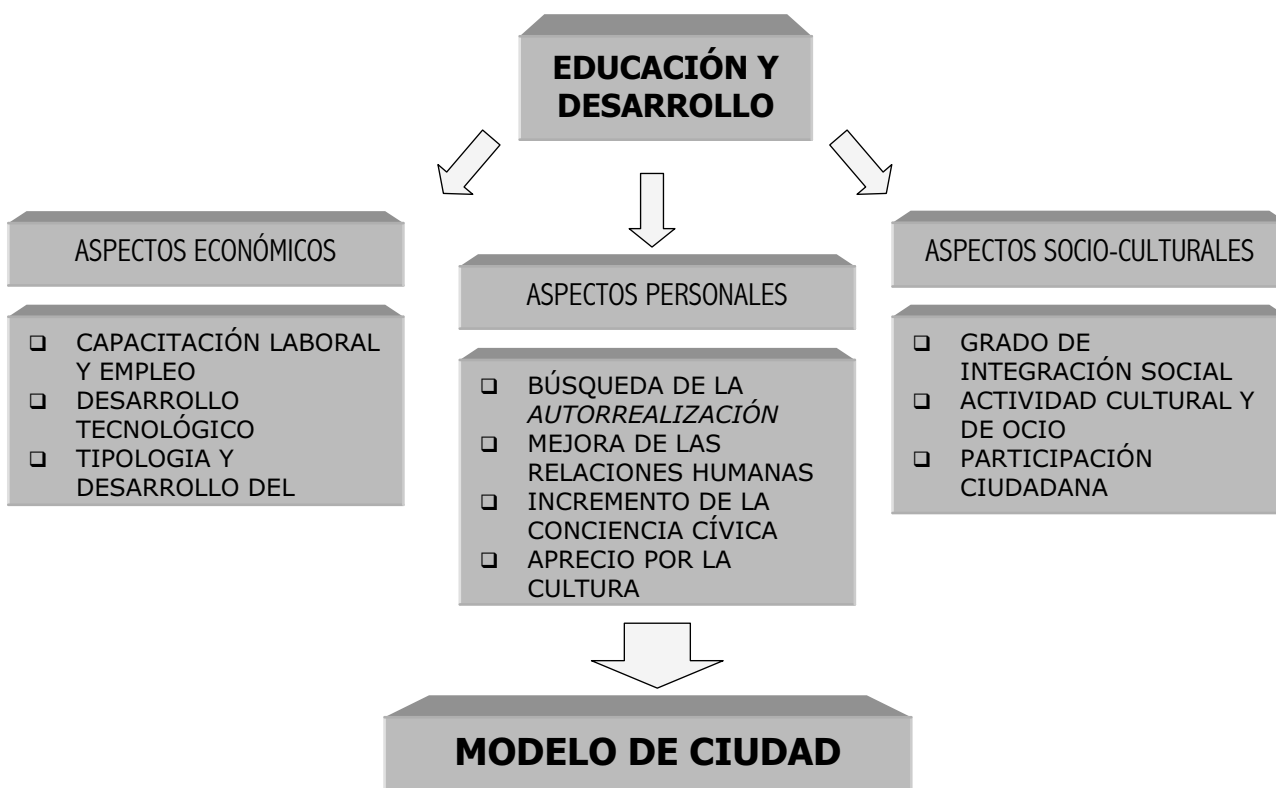 EDUCACIÓN Y
DESARROLLO
ASPECTOS ECONÓMICOS
❑ CAPACITACIÓN LABORAL
Y EMPLEO
❑ DESARROLLO
TECNOLÓGICO
❑ TIPOLOGIA Y
DESARROLLO DEL
ASPECTOS PERSONALES
❑ BÚSQUEDA DE LA
AUTORREALIZACIÓN
❑ MEJORA DE LAS
RELACIONES HUMANAS
❑ INCREMENTO DE LA
CONCIENCIA CÍVICA
❑ APRECIO POR LA
CULTURA
ASPECTOS SOCIO-CULTURALES
❑ GRADO DE
INTEGRACIÓN SOCIAL
❑ ACTIVIDAD CULTURAL Y
DE OCIO
❑ PARTICIPACIÓN
CIUDADANA
MODELO DE CIUDAD